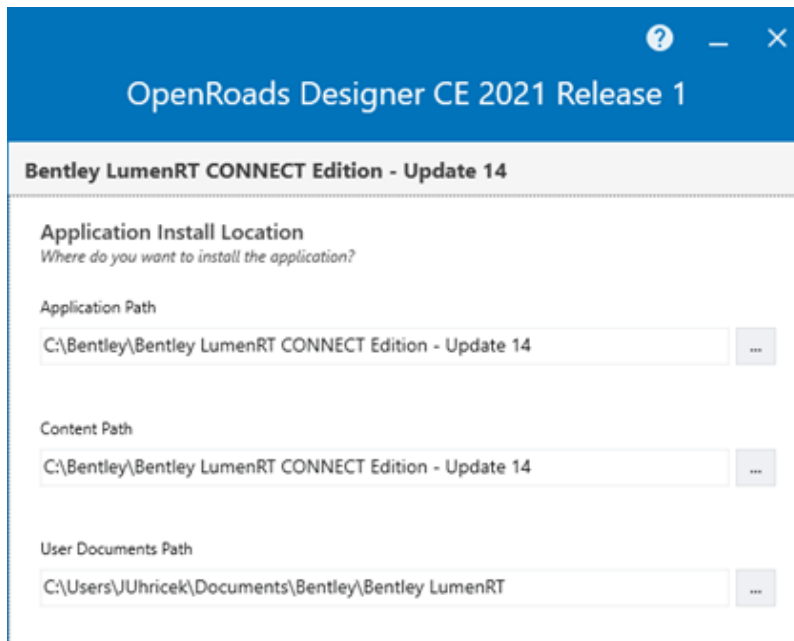 OpenRoads Designer CE 2021 Release 1
Bentley LumenRT CONNECT Edition - Update 14
Application Install Location
Where do you want to install the application?
Application Path
C:\Bentley\Bentley LumenRT CONNECT Edition - Update 14
...
Content Path
C:\Bentley\Bentley LumenRT CONNECT Edition - Update 14
...
User Documents Path
C:\Users\JUhricek\Documents\Bentley\Bentley LumenRT
...